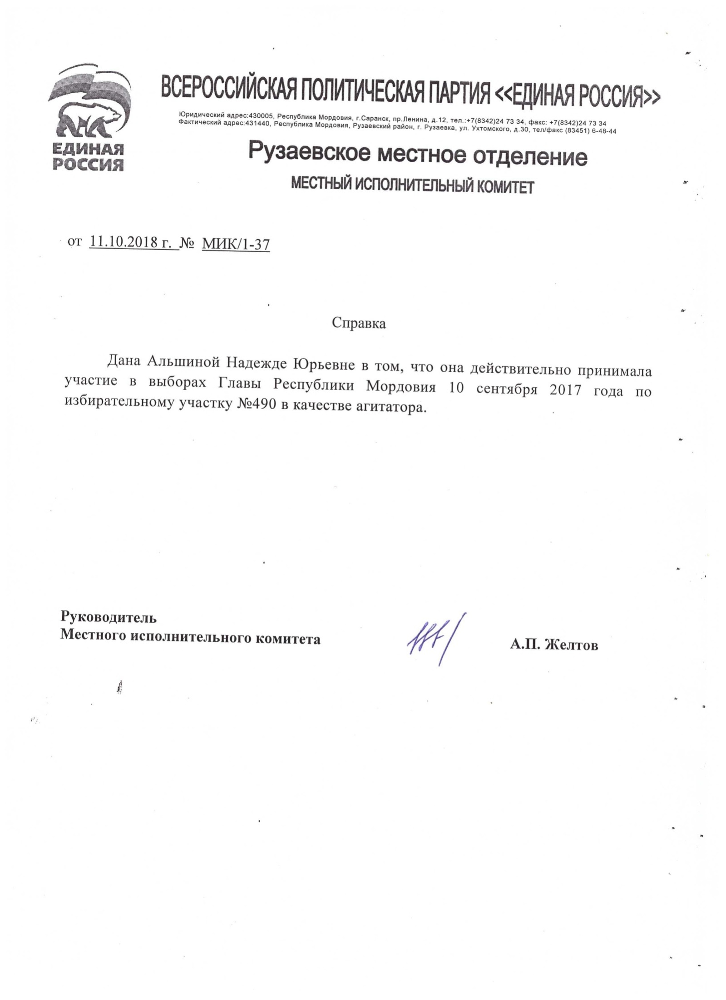 ЕДИНАЯ
РОССИЯ
ВСЕРОССИЙСКАЯ ПОЛИТИЧЕСКАЯ ПАРТИЯ <<ЕДИНАЯ РОССИЯ>>
Юридический адрес:430005, Республика Мордовия, г.Саранск, пр.Ленина, д.12, тел.:+7(8342)24 73 34, факс: +7(8342)24 73 34
Фактический адрес:431440, Республика Мордовия, Рузаевский район, г. Рузаевка, ул. Ухтомского, д.30, тел/факс (83451) 6-48-44
Рузаевское местное отделение
МЕСТНЫЙ ИСПОЛНИТЕЛЬНЫЙ КОМИТЕТ
от 11.10.2018 г. № МИК/1-37
Справка
Дана Альшиной Надежде Юрьевне в том, что она действительно принимала
участие в выборах Главы Республики Мордовия 10 сентября 2017 года по
избирательному участку №490 в качестве агитатора.
Руководитель
Местного исполнительного комитета
А.П. Желтов